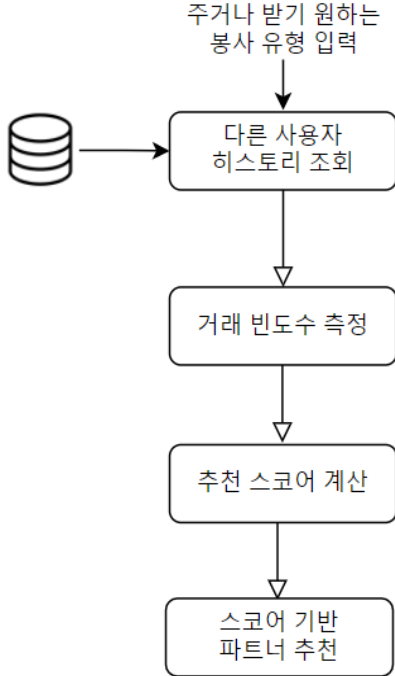 주거나 받기 원하는
봉사 유형 입력
다른 사용자
히스토리 조회
거래 빈도수 측정
추천 스코어 계산
스코어 기반
파트너 추천